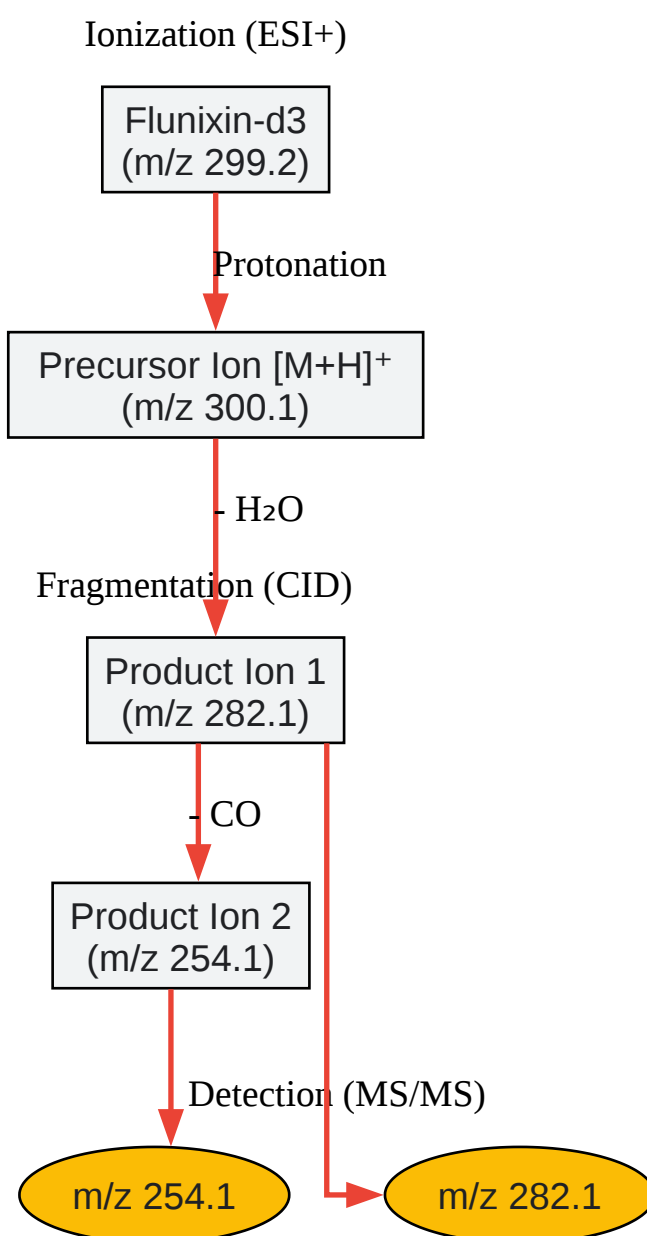 Ionization (ESI+)
Flunixin-d3
(m/z 299.2)
Protonation
Precursor Ion [M+H]⁺
(m/z 300.1)
- H₂O
Fragmentation (CID)
Product Ion 1
(m/z 282.1)
- CO
Product Ion 2
(m/z 254.1)
Detection (MS/MS)
m/z 254.1
m/z 282.1